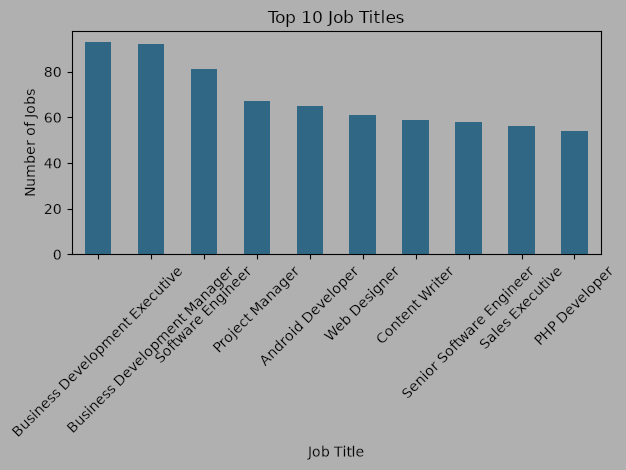 Top 10 Job Titles
Number of Jobs
80
60
40
20
0
Business Development Executive
Business Development Manager
Software Engineer
Project Manager
Android Developer
Web Designer
Content Writer
Senior Software Engineer
Sales Executive
PHP Developer
Job Title